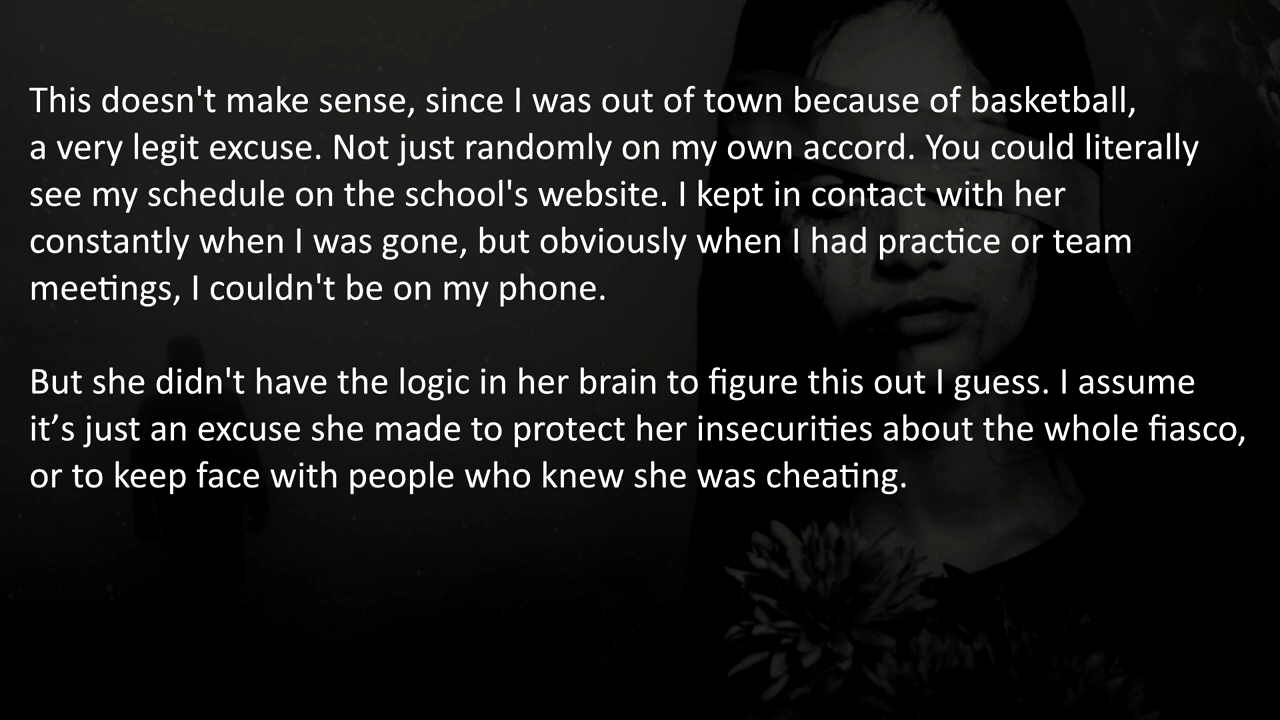 This doesn't make sense, since I was out of town because of basketball,
a very legit excuse. Not just randomly on my own accord. You could literally
see my schedule on the school's website. I kept in contact with her
constantly when I was gone, but obviously when I had practice or team
meetings, I couldn't be on my phone.
But she didn't have the logic in her brain to figure this out I guess. I assume
it’s just an excuse she made to protect her insecurities about the whole fiasco,
or to keep face with people who knew she was cheating.